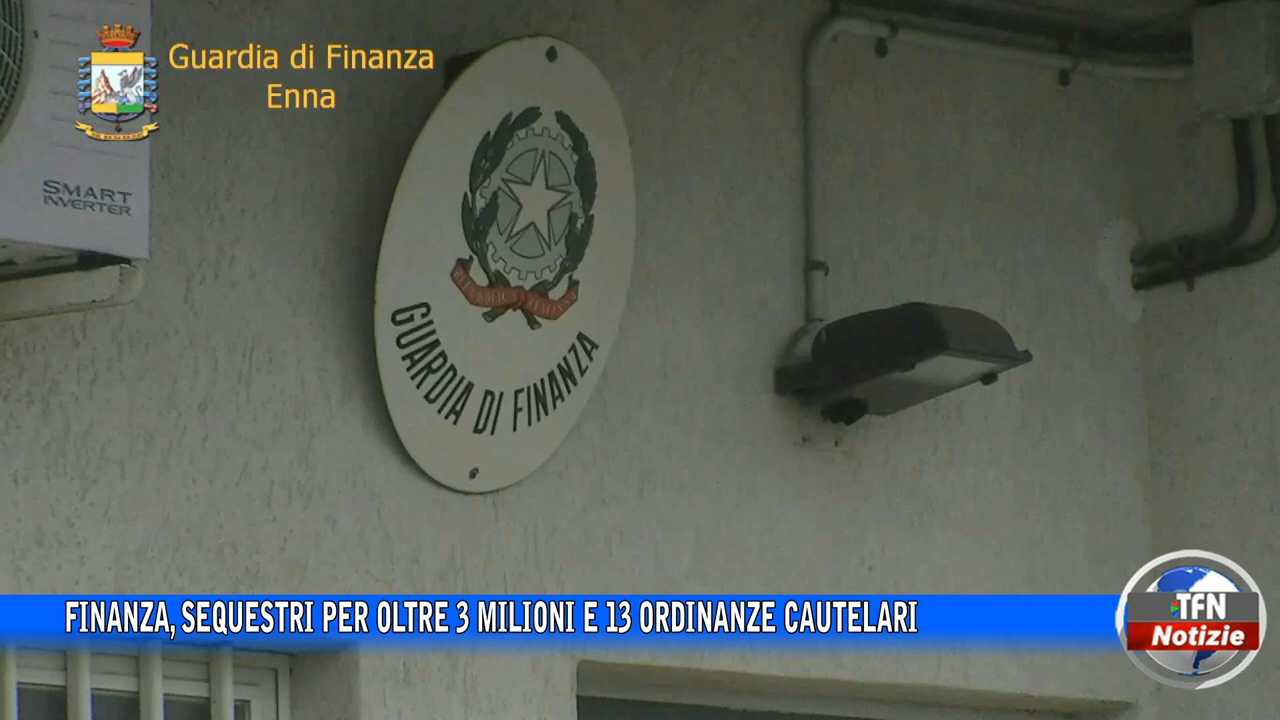 Guardia di Finanza
Enna
SMART
INVERTER
GUARDIA DI FINANZA
FINANZA, SEQUESTRI PER OLTRE 3 MILIONI E 13 ORDINANZE CAUTELARI
TFN
Notizie